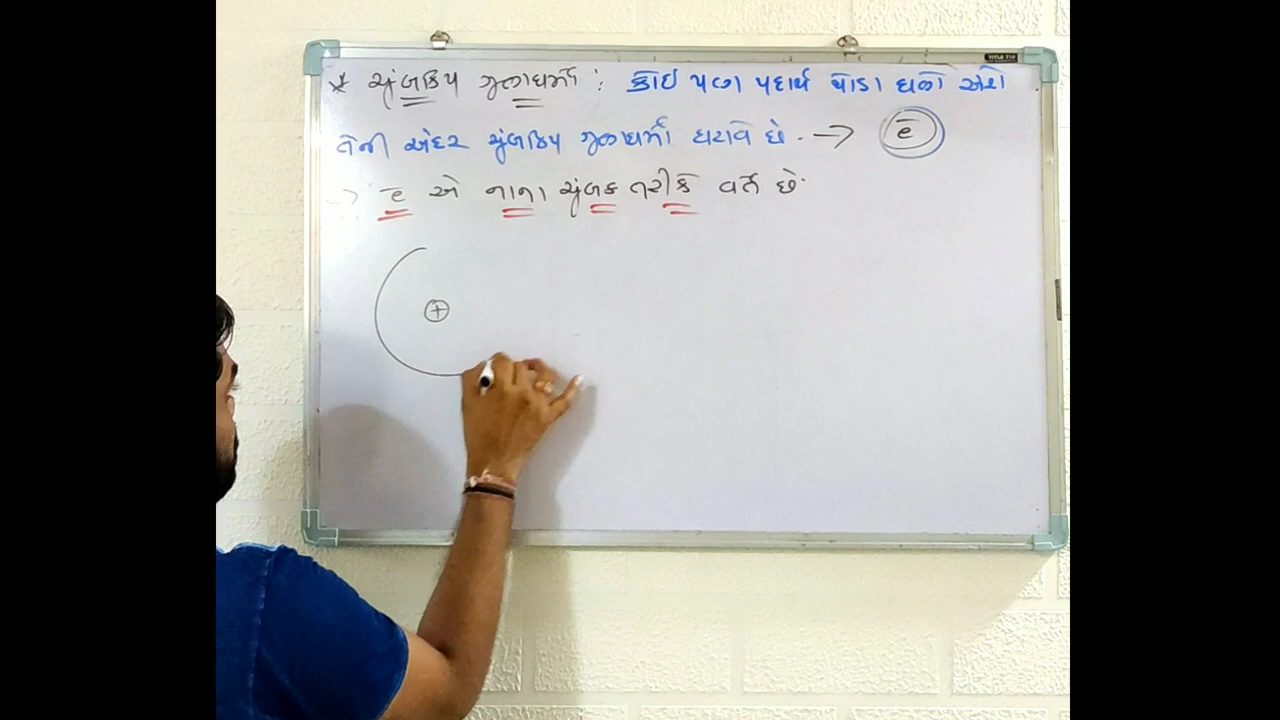 * ચુંબકિય ગુણધર્મો : કોઇ પણ પદાર્થ થોડા ઘણો અંશે
તેની અંદર ચુંબકિય ગુણધર્મો ધરાવે છે. → e̅
→ e̅ એ નાના ચુંબક તરીકે વર્તે છે.
+